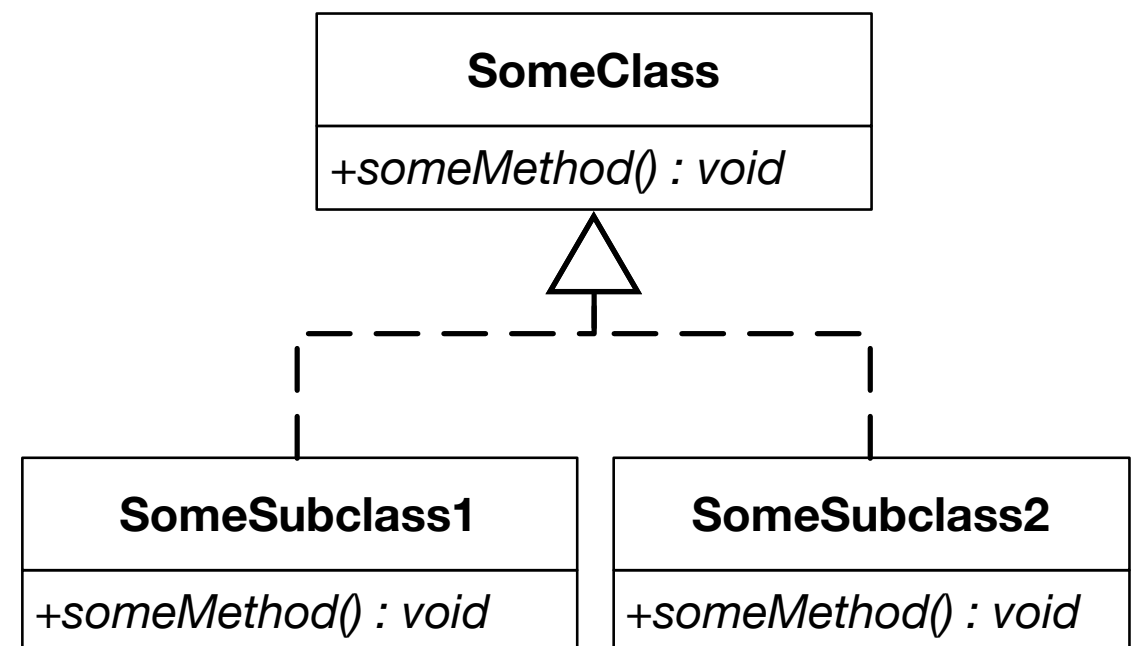 SomeClass
+someMethod() : void
SomeSubclass1
SomeSubclass2
+someMethod() : void
+someMethod() : void